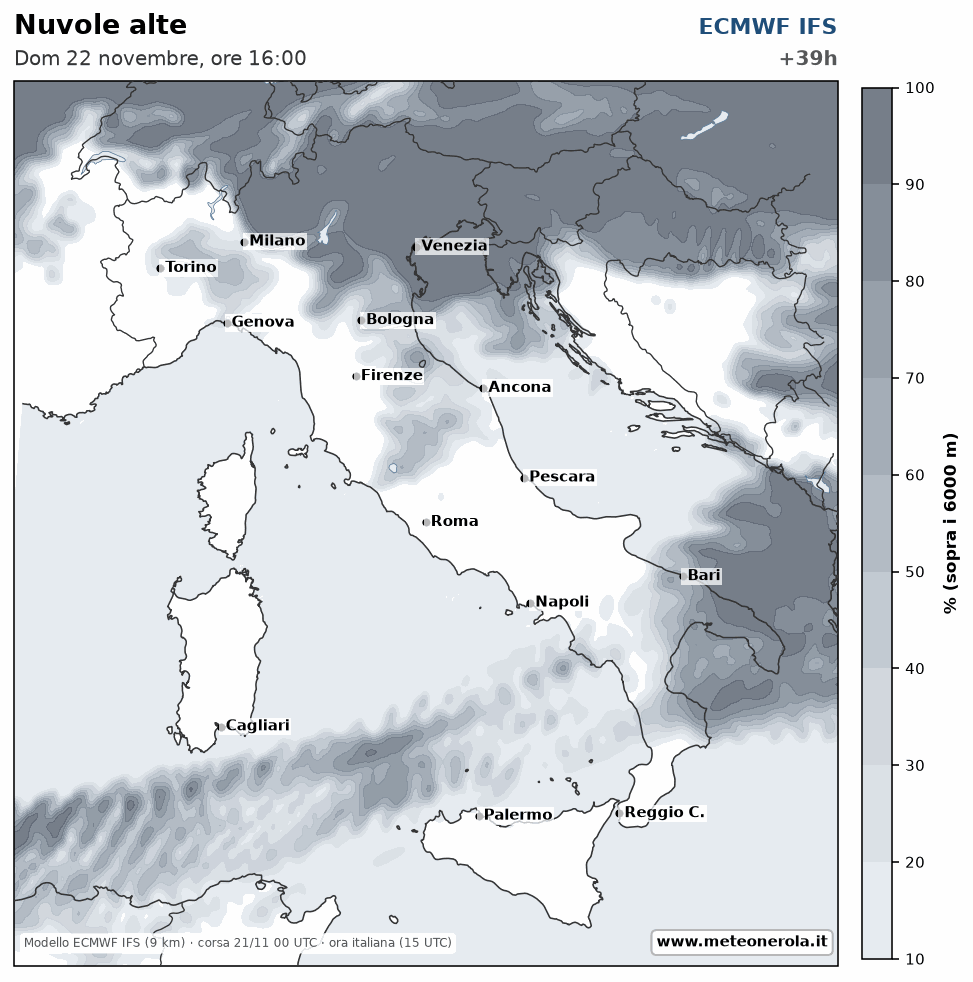 Nuvole alte
ECMWF IFS
Dom 22 novembre, ore 16:00
+39h
100
90
80
70
60
50
40
30
20
10
% (sopra i 6000 m)
Milano
Venezia
Torino
Genova
Bologna
Firenze
Ancona
Pescara
Roma
Bari
Napoli
Cagliari
Palermo
Reggio C.
Modello ECMWF IFS (9 km) · corsa 21/11 00 UTC · ora italiana (15 UTC)
www.meteonerola.it